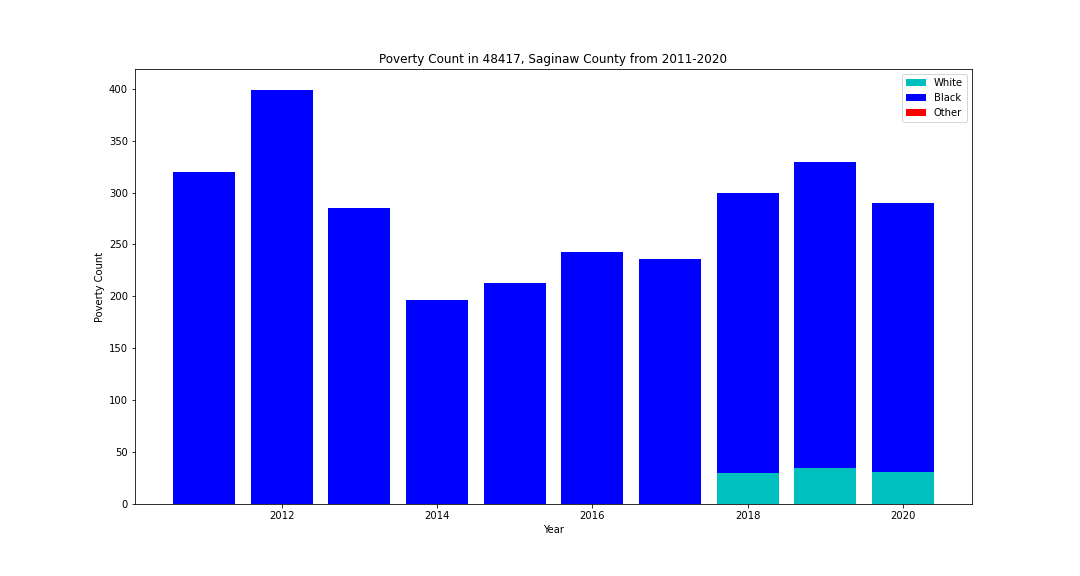 Poverty Count in 48417, Saginaw County from 2011-2020
White
Black
Other
400
350
300
250
200
150
100
50
0
Poverty Count
2012 2014 2016 2018 2020
Year